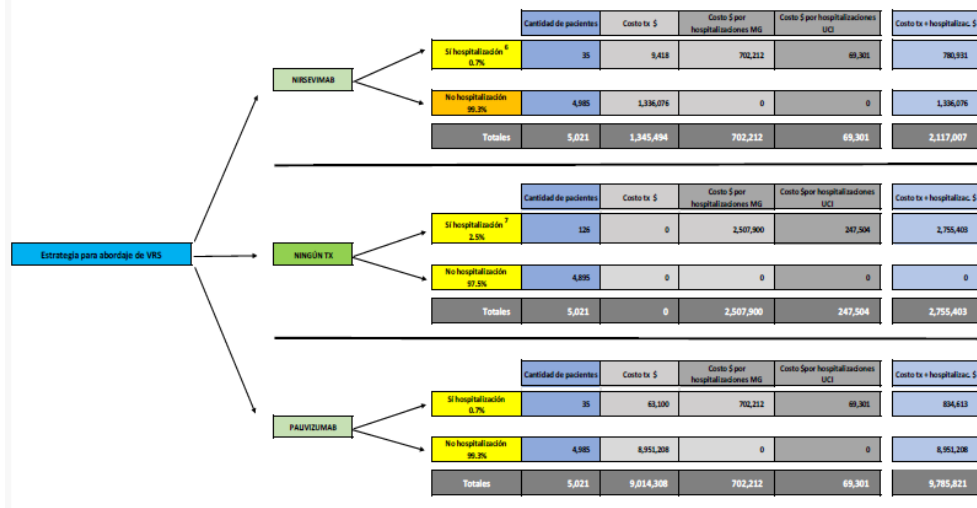 Cantidad de pacientes Costo tx $ Costo $ por hospitalizaciones MG Costo $ por hospitalizaciones UCI Costo tx + hospitalizac. $
Sí hospitalización 6 0.7% 35 9,418 702,212 69,301 780,931
NIRSEVIMAB
No hospitalización 99.3% 4,985 1,336,076 0 0 1,336,076
Totales 5,021 1,345,494 702,212 69,301 2,117,007
Cantidad de pacientes Costo tx $ Costo $ por hospitalizaciones MG Costo $por hospitalizaciones UCI Costo tx + hospitalizac. $
Sí hospitalización 7 2.5% 126 0 2,507,900 247,504 2,755,403
Estrategia para abordaje de VRS NINGÚN TX
No hospitalización 97.5% 4,895 0 0 0 0
Totales 5,021 0 2,507,900 247,504 2,755,403
Cantidad de pacientes Costo tx $ Costo $ por hospitalizaciones MG Costo $por hospitalizaciones UCI Costo tx + hospitalizac. $
Sí hospitalización 0.7% 35 63,100 702,212 69,301 834,613
PALIVIZUMAB
No hospitalización 99.3% 4,985 8,951,208 0 0 8,951,208
Totales 5,021 9,014,308 702,212 69,301 9,785,821